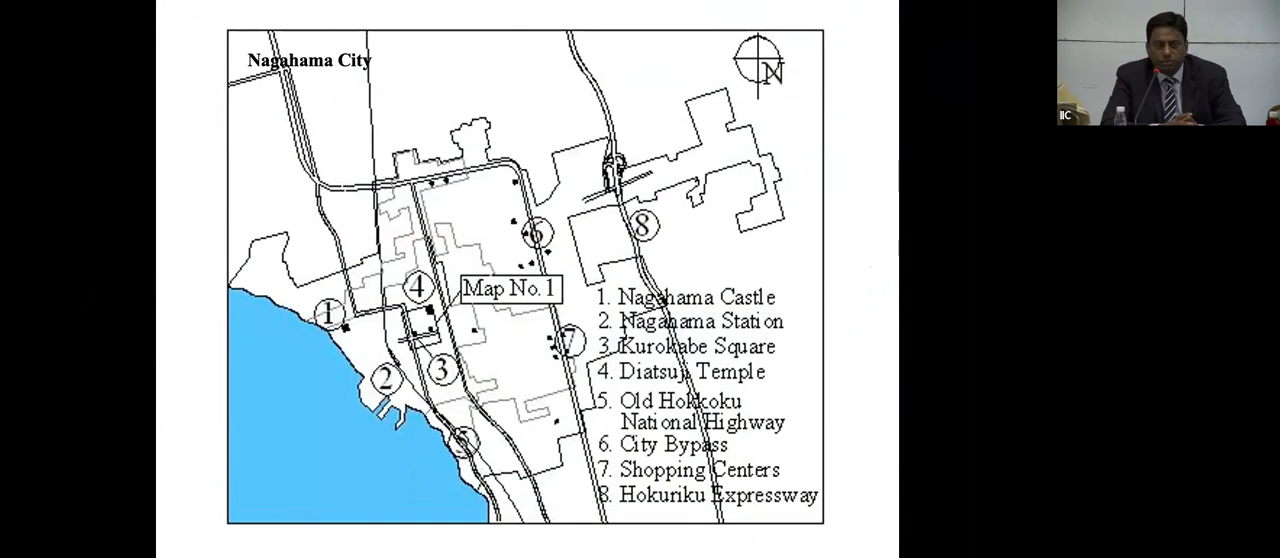 Nagahama City
N
6
8
4
Map No. 1
1
2
3
7
5
1. Nagahama Castle
2. Nagahama Station
3. Kurokabe Square
4. Diatsuji Temple
5. Old Hokkoku
National Highway
6. City Bypass
7. Shopping Centers
8. Hokuriku Expressway
IIC